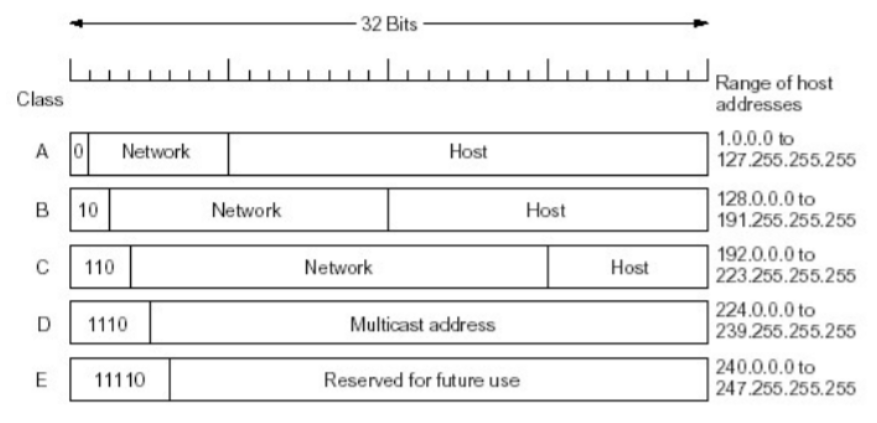 32 Bits
Class
Range of host
addresses
A 0 Network Host 1.0.0.0 to
127.255.255.255
B 10 Network Host 128.0.0.0 to
191.255.255.255
C 110 Network Host 192.0.0.0 to
223.255.255.255
D 1110 Multicast address 224.0.0.0 to
239.255.255.255
E 11110 Reserved for future use 240.0.0.0 to
247.255.255.255